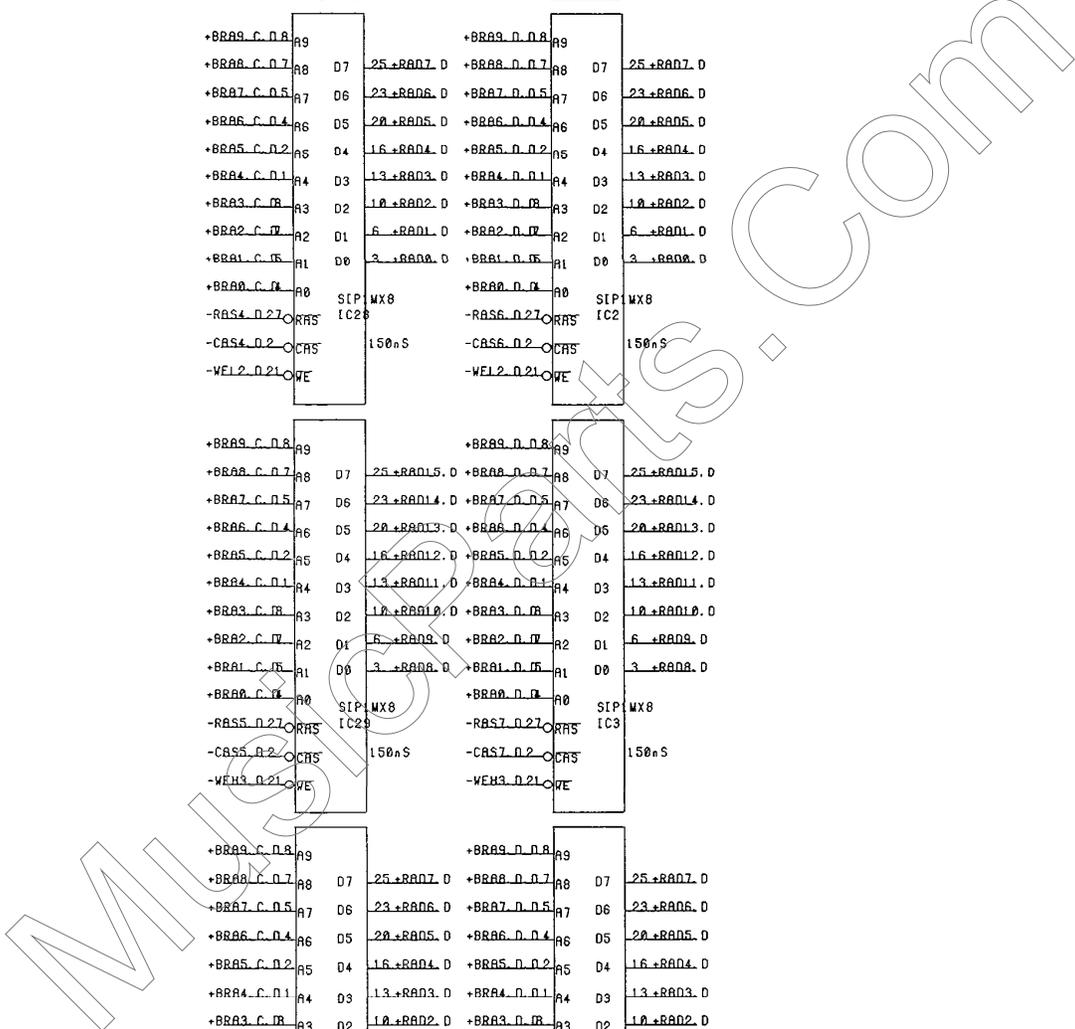 +BRA9.C.D 8 A9
+BRA8.C.D 7 A8 D7 25 +RAD7.D
+BRA7.C.D 5 A7 D6 23 +RAD6.D
+BRA6.C.D 4 A6 D5 20 +RAD5.D
+BRA5.C.D 2 A5 D4 16 +RAD4.D
+BRA4.C.D 1 A4 D3 13 +RAD3.D
+BRA3.C.D A3 D2 10 +RAD2.D
+BRA2.C.D A2 D1 6 +RAD1.D
+BRA1.C.D A1 D0 3 +RAD0.D
+BRA0.C.D A0
SIP1MX8
-RAS4.D 27 RAS IC28
-CAS4.D 2 CAS 150nS
-WEL2.D 21 WE
+BRA9.D.D 8 A9
+BRA8.D.D 7 A8 D7 25 +RAD7.D
+BRA7.D.D 5 A7 D6 23 +RAD6.D
+BRA6.D.D 4 A6 D5 20 +RAD5.D
+BRA5.D.D 2 A5 D4 16 +RAD4.D
+BRA4.D.D 1 A4 D3 13 +RAD3.D
+BRA3.D.D A3 D2 10 +RAD2.D
+BRA2.D.D A2 D1 6 +RAD1.D
+BRA1.D.D A1 D0 3 +RAD0.D
+BRA0.D.D A0
SIP1MX8
-RAS6.D 27 RAS IC2
-CAS6.D 2 CAS 150nS
-WEL2.D 21 WE
+BRA9.C.D 8 A9
+BRA8.C.D 7 A8 D7 25 +RAD15.D
+BRA7.C.D 5 A7 D6 23 +RAD14.D
+BRA6.C.D 4 A6 D5 20 +RAD13.D
+BRA5.C.D 2 A5 D4 16 +RAD12.D
+BRA4.C.D 1 A4 D3 13 +RAD11.D
+BRA3.C.D A3 D2 10 +RAD10.D
+BRA2.C.D A2 D1 6 +RAD9.D
+BRA1.C.D A1 D0 3 +RAD8.D
+BRA0.C.D A0
SIP1MX8
-RAS5.D 27 RAS IC29
-CAS5.D 2 CAS 150nS
-WEH3.D 21 WE
+BRA9.D.D 8 A9
+BRA8.D.D 7 A8 D7 25 +RAD15.D
+BRA7.D.D 5 A7 D6 23 +RAD14.D
+BRA6.D.D 4 A6 D5 20 +RAD13.D
+BRA5.D.D 2 A5 D4 16 +RAD12.D
+BRA4.D.D 1 A4 D3 13 +RAD11.D
+BRA3.D.D A3 D2 10 +RAD10.D
+BRA2.D.D A2 D1 6 +RAD9.D
+BRA1.D.D A1 D0 3 +RAD8.D
+BRA0.D.D A0
SIP1MX8
-RAS7.D 27 RAS IC3
-CAS7.D 2 CAS 150nS
-WEH3.D 21 WE
+BRA9.C.D 8 A9
+BRA8.C.D 7 A8 D7 25 +RAD7.D
+BRA7.C.D 5 A7 D6 23 +RAD6.D
+BRA6.C.D 4 A6 D5 20 +RAD5.D
+BRA5.C.D 2 A5 D4 16 +RAD4.D
+BRA4.C.D 1 A4 D3 13 +RAD3.D
+BRA3.C.D A3 D2 10 +RAD2.D
+BRA9.D.D 8 A9
+BRA8.D.D 7 A8 D7 25 +RAD7.D
+BRA7.D.D 5 A7 D6 23 +RAD6.D
+BRA6.D.D 4 A6 D5 20 +RAD5.D
+BRA5.D.D 2 A5 D4 16 +RAD4.D
+BRA4.D.D 1 A4 D3 13 +RAD3.D
+BRA3.D.D A3 D2 10 +RAD2.D
MusicParts.Com